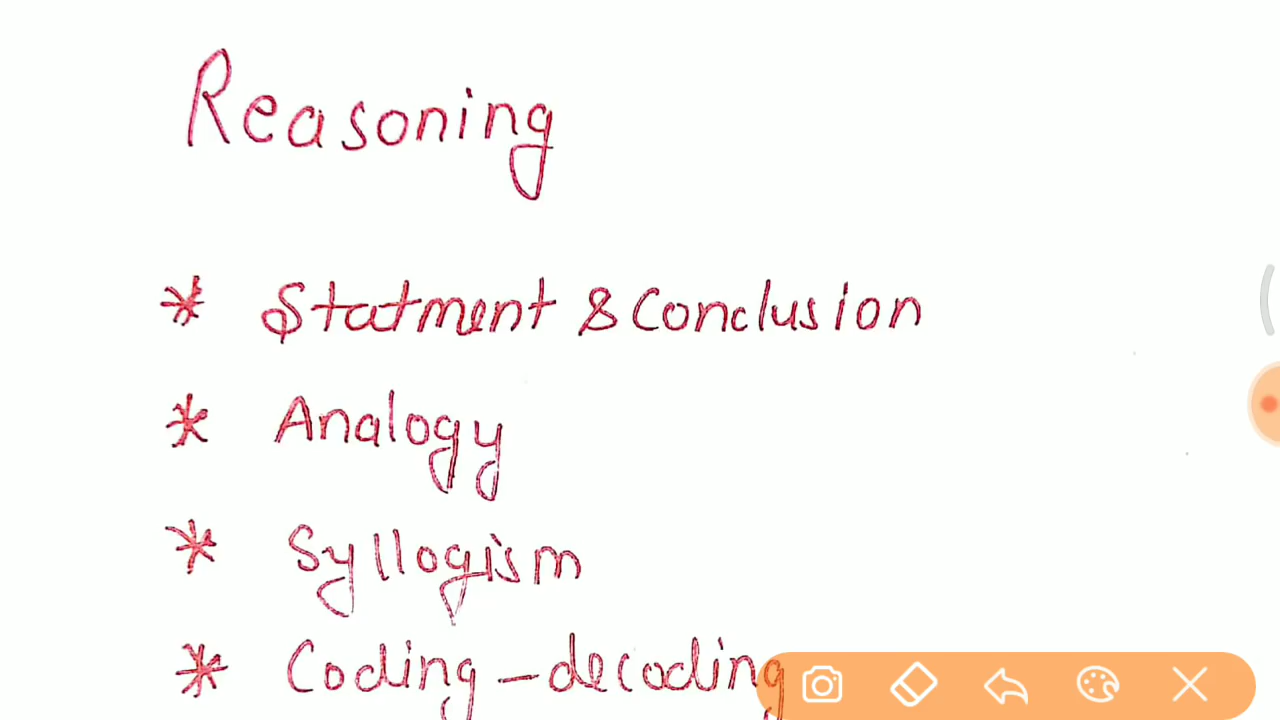 Reasoning
* Statment & Conclusion
* Analogy
* Syllogism
* Coding - decoding